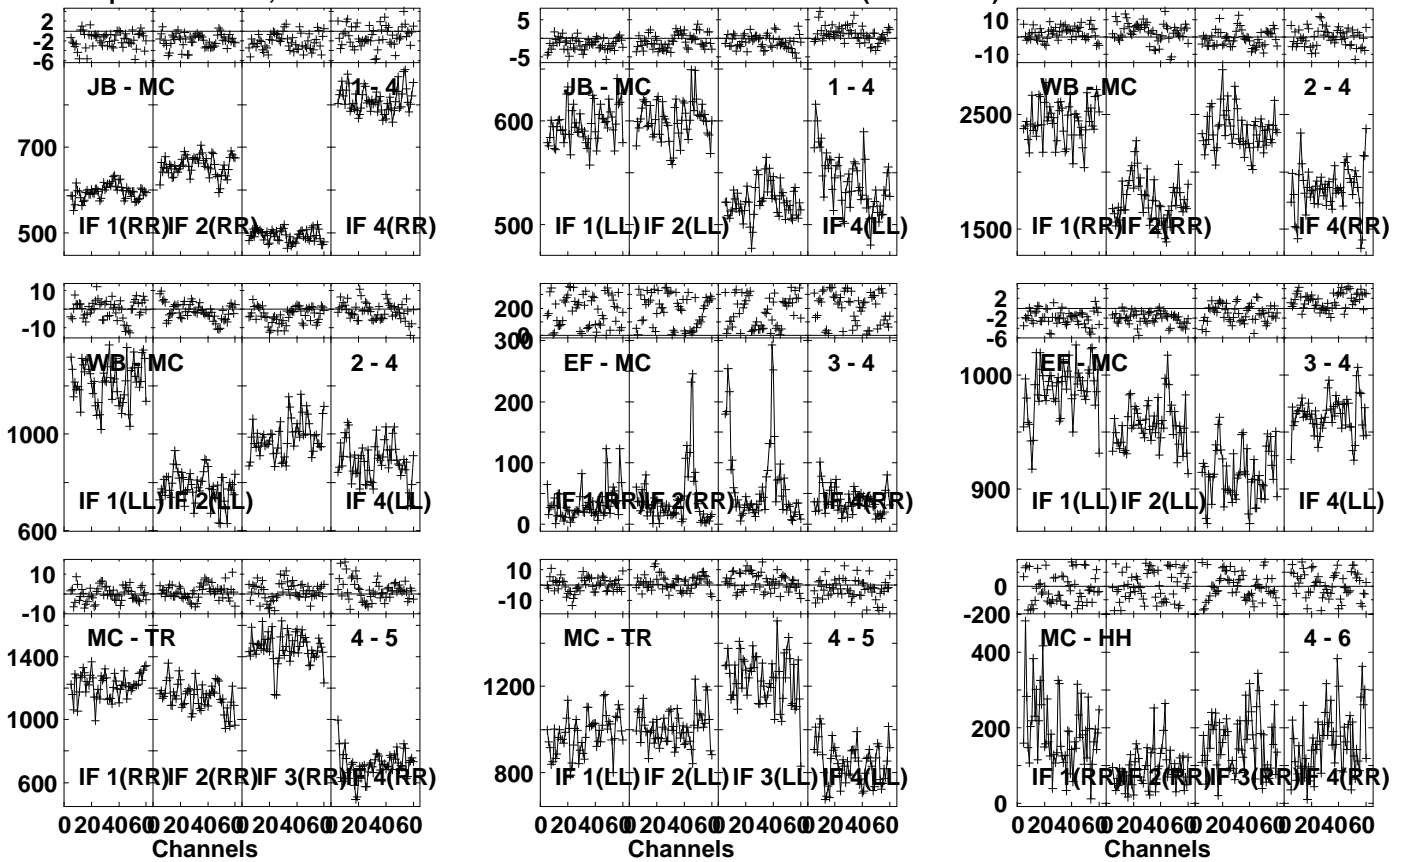 2
-2
-6
JB - MC 1 - 4
700
500
IF 1(RR) IF 2(RR) IF 4(RR)
5
-5
JB - MC 1 - 4
600
500
IF 1(LL) IF 2(LL) IF 4(LL)
10
-10
WB - MC 2 - 4
2500
1500
IF 1(RR) IF 2(RR) IF 4(RR)
10
-10
WB - MC 2 - 4
1000
600
IF 1(LL) IF 2(LL) IF 4(LL)
200
0
300
EF - MC 3 - 4
200
100
0
IF 1(RR) IF 2(RR) IF 4(RR)
2
-2
-6
EF - MC 3 - 4
1000
900
IF 1(LL) IF 2(LL) IF 4(LL)
10
-10
MC - TR 4 - 5
1400
1000
600
IF 1(RR) IF 2(RR) IF 3(RR) IF 4(RR)
0 204060 0 204060 0 204060 0 204060
Channels
10
-10
MC - TR 4 - 5
1200
800
IF 1(LL) IF 2(LL) IF 3(LL) IF 4(LL)
0 204060 0 204060 0 204060 0 204060
Channels
0
-200
MC - HH 4 - 6
400
200
0
IF 1(RR) IF 2(RR) IF 3(RR) IF 4(RR)
0 204060 0 204060 0 204060 0 204060
Channels